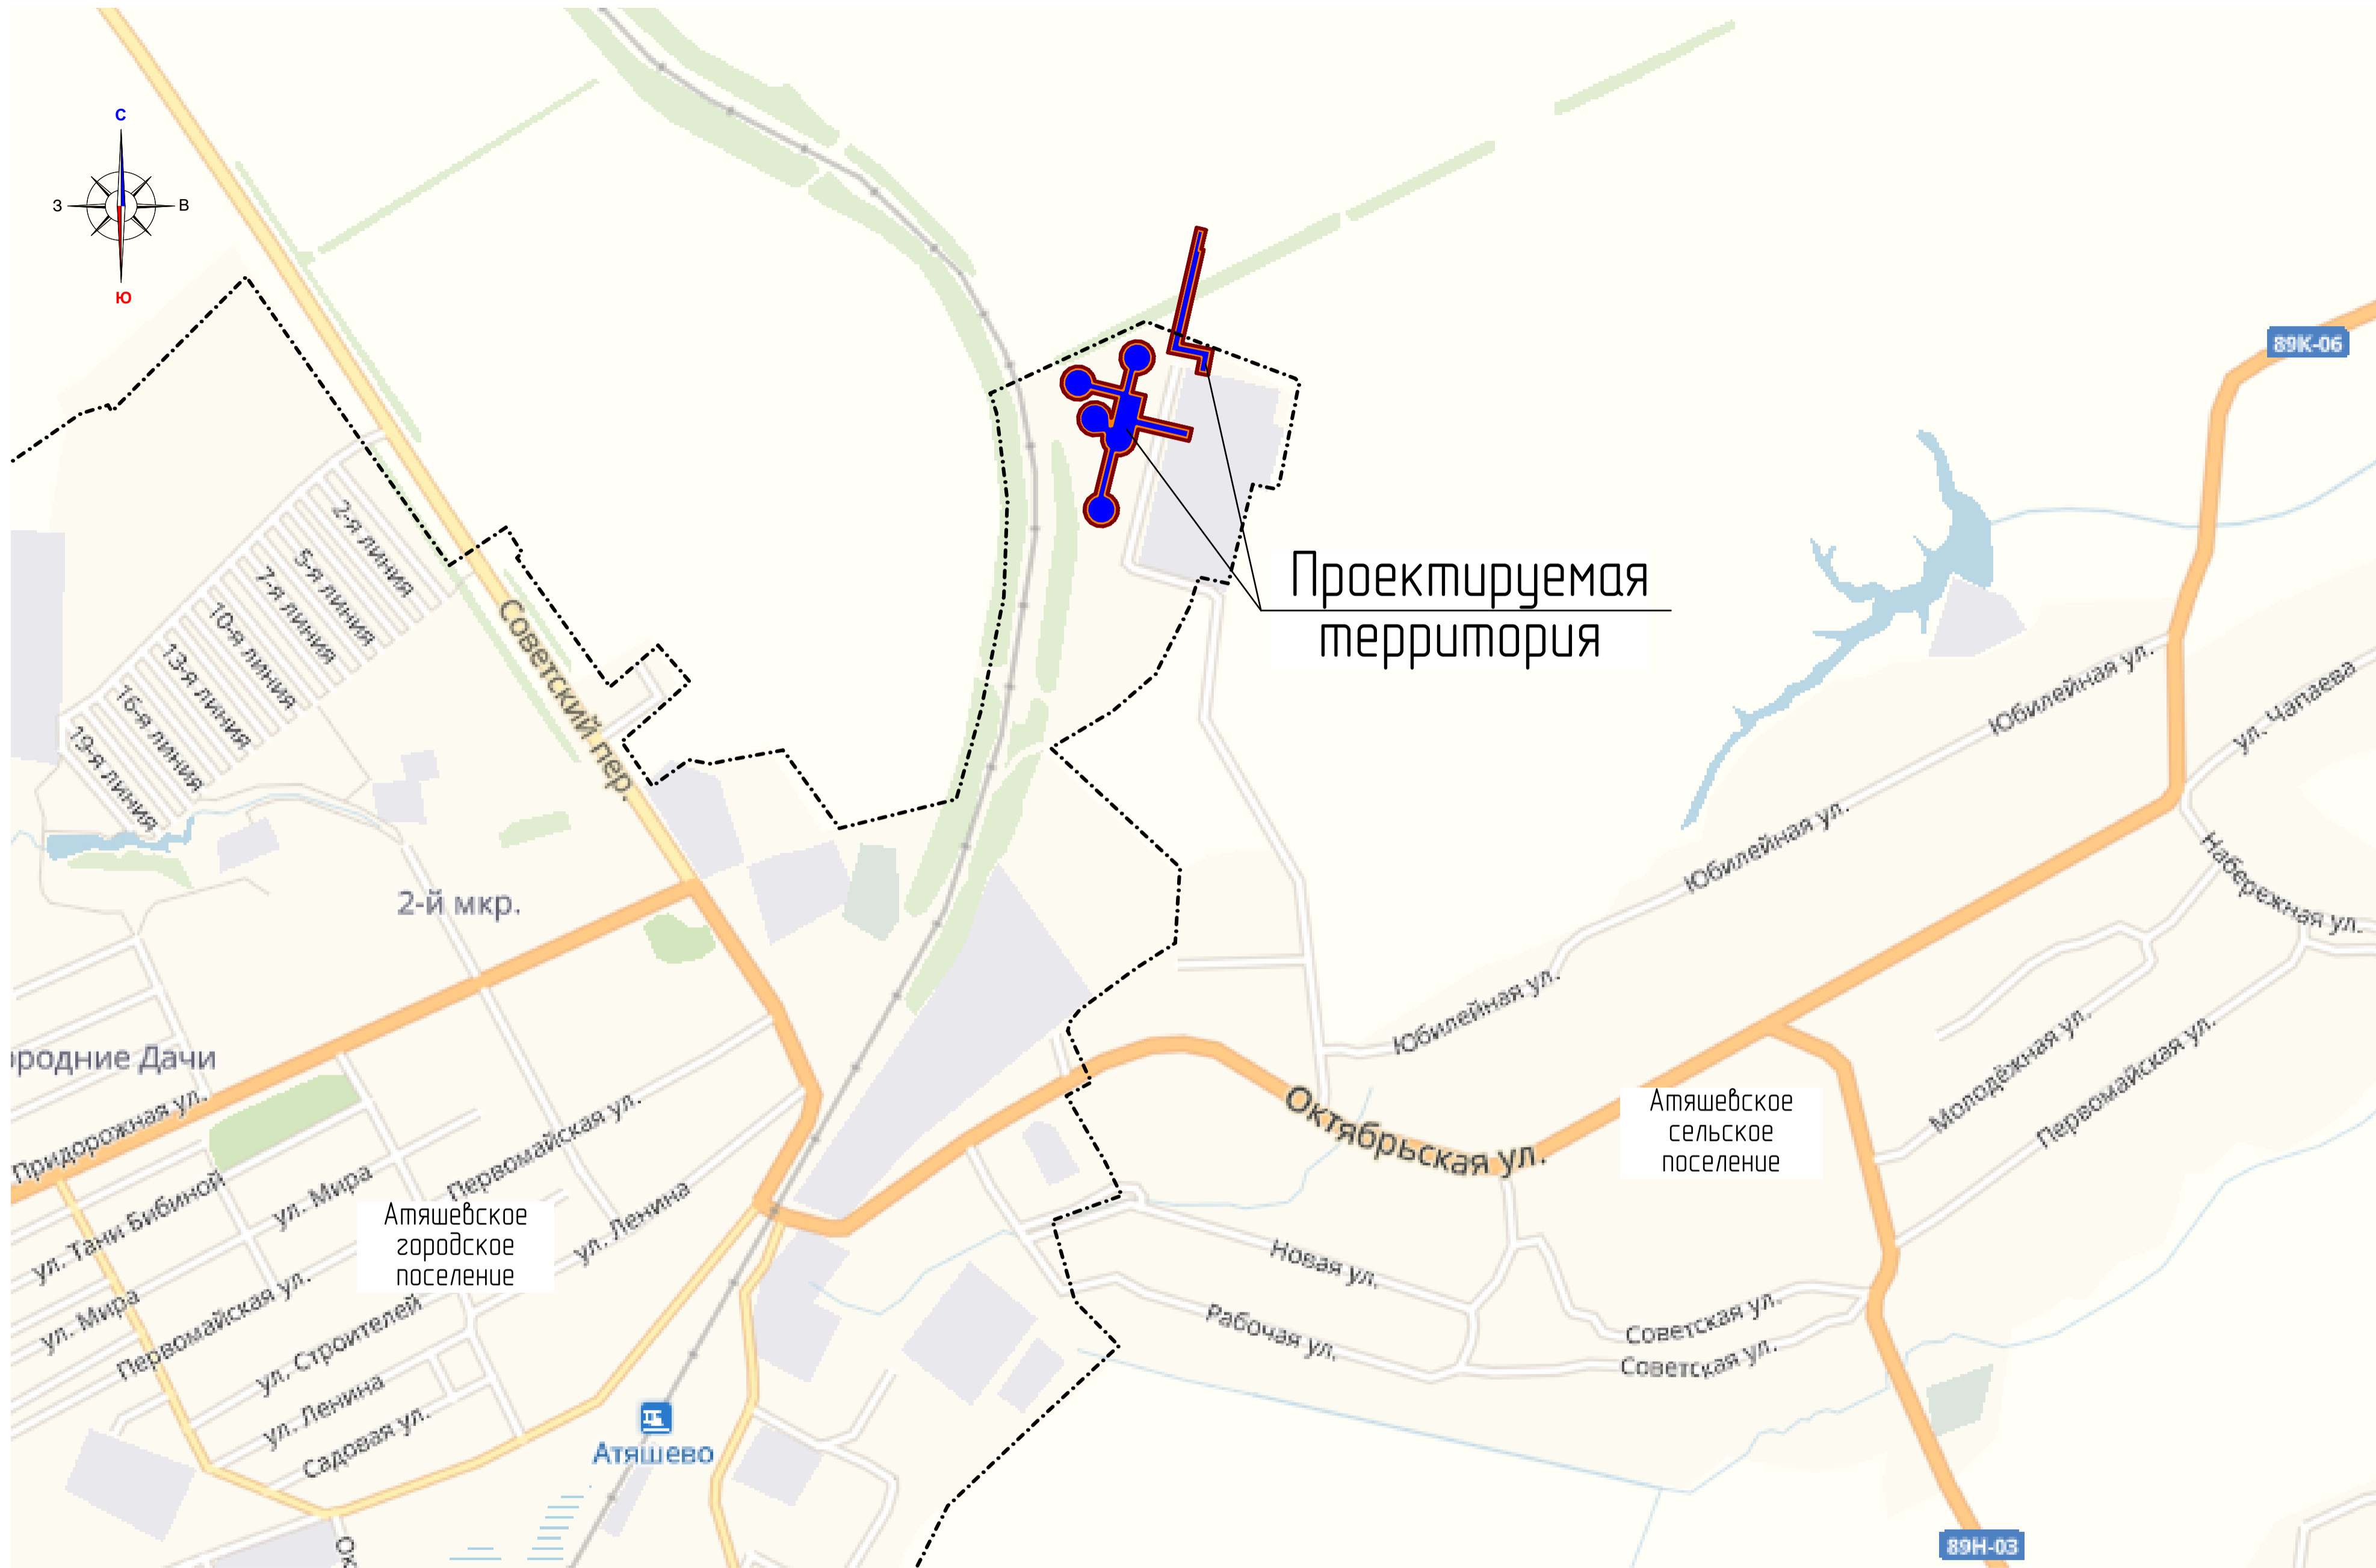 С
З
В
Ю
89К-06
2-я линия
5-я линия
7-я линия
10-я линия
13-я линия
16-я линия
19-я линия
Советский пер.
Проектируемая
территория
Юбилейная ул.
ул. Чапаева
Юбилейная ул.
Набережная ул.
2-й мкр.
Юбилейная ул.
ородние Дачи
Молодёжная ул.
Первомайская ул.
Придорожная ул.
Первомайская ул.
Октябрьская ул.
Атяшевское
сельское
поселение
ул. Тани Бибиной
ул. Мира
ул. Ленина
Атяшевское
городское
поселение
Новая ул.
ул. Мира
Первомайская ул.
ул. Строителей
Рабочая ул.
Советская ул.
Советская ул.
ул. Ленина
Садовая ул.
Атяшево
Ок
89Н-03